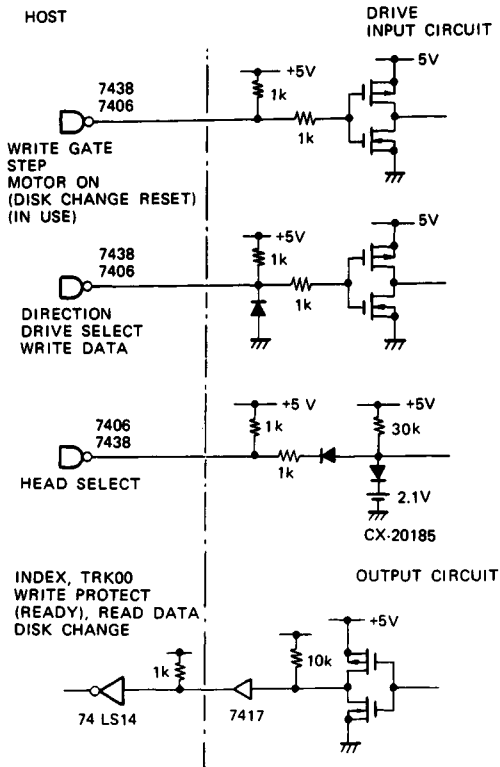 HOST
DRIVE
INPUT CIRCUIT
+5V
5V
7438
7406
1k
1k
WRITE GATE
STEP
MOTOR ON
(DISK CHANGE RESET)
(IN USE)
+5V
5V
7438
7406
1k
1k
DIRECTION
DRIVE SELECT
WRITE DATA
+5 V
+5V
7406
7438
1k
30k
1k
HEAD SELECT
2.1V
CX-20185
INDEX, TRK00
WRITE PROTECT
(READY), READ DATA
DISK CHANGE
OUTPUT CIRCUIT
+5V
1k
10k
74 LS14
7417